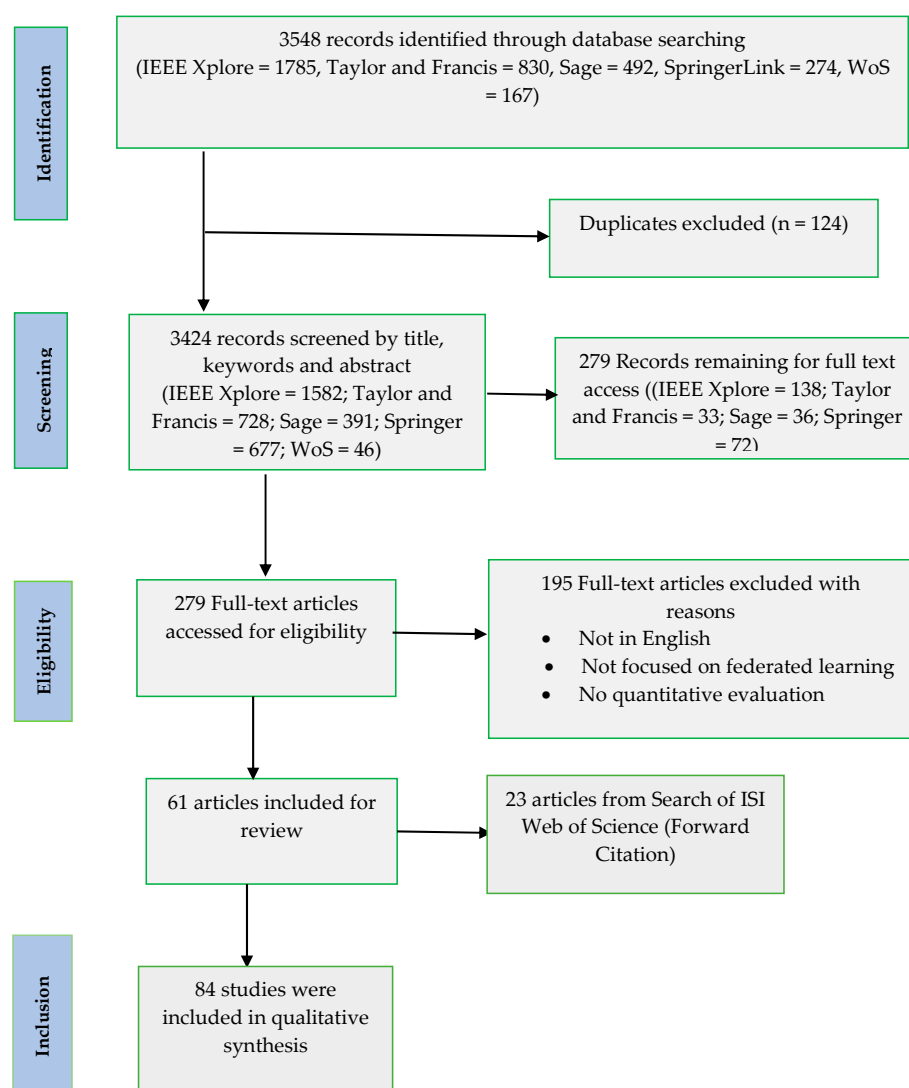 Identification
3548 records identified through database searching
(IEEE Xplore = 1785, Taylor and Francis = 830, Sage = 492, SpringerLink = 274, WoS
= 167)
Duplicates excluded (n = 124)
Screening
3424 records screened by title,
keywords and abstract
(IEEE Xplore = 1582; Taylor and
Francis = 728; Sage = 391; Springer
= 677; WoS = 46)
279 Records remaining for full text
access ((IEEE Xplore = 138; Taylor
and Francis = 33; Sage = 36; Springer
= 72)
Eligibility
279 Full-text articles
accessed for eligibility
195 Full-text articles excluded with
reasons
• Not in English
• Not focused on federated learning
• No quantitative evaluation
61 articles included for
review
23 articles from Search of ISI
Web of Science (Forward
Citation)
Inclusion
84 studies were
included in qualitative
synthesis